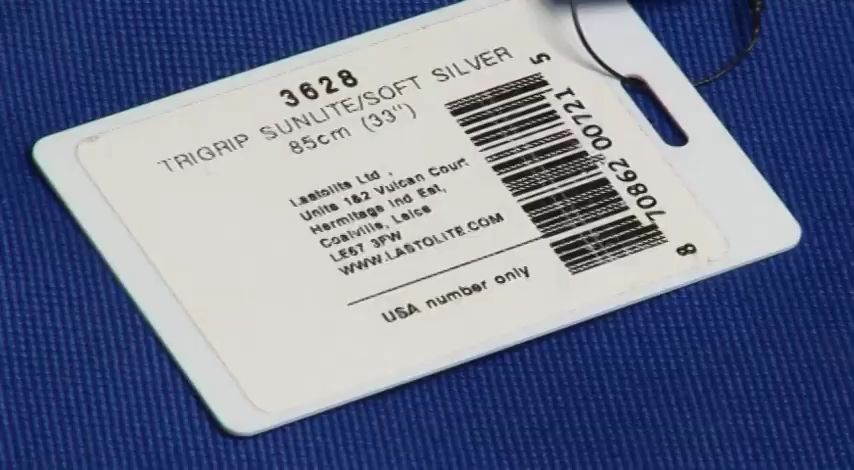 3628
TRIGRIP SUNLITE/SOFT SILVER
85cm (33")
Lastolite Ltd ,
Units 1&2 Vulcan Court
Hermitage Ind Est,
Coalville, Leics
LE67 3FW
WWW.LASTOLITE.COM
USA number only
8 70862 00721 5